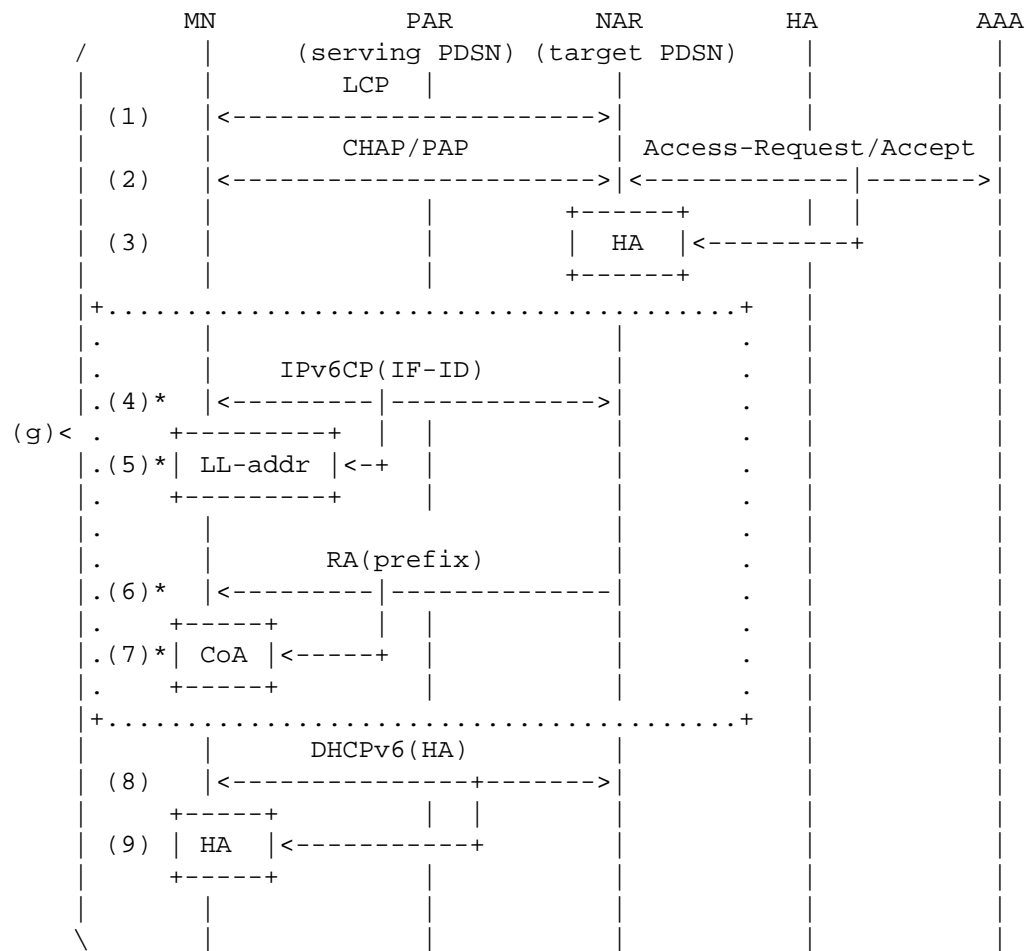 MN PAR NAR HA AAA
(serving PDSN) (target PDSN)
LCP
(1)
CHAP/PAP Access-Request/Accept
(2)
(3) HA
IPv6CP(IF-ID)
(4)*
(g)<
(5)* LL-addr
RA(prefix)
(6)*
(7)* CoA
DHCPv6(HA)
(8)
(9) HA